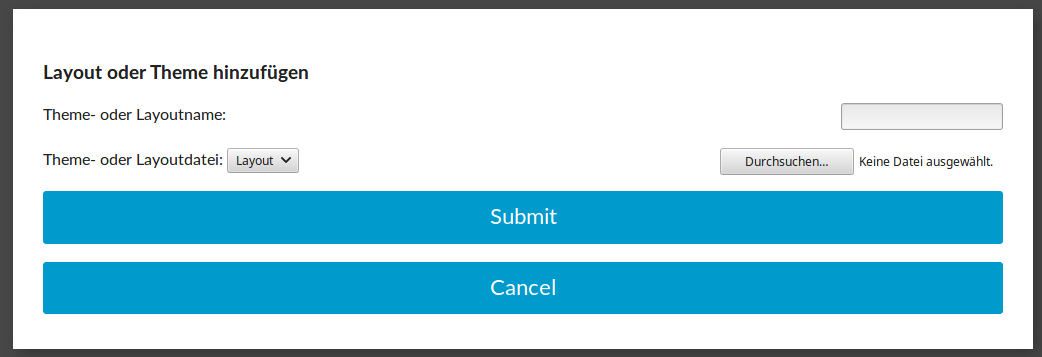 Layout oder Theme hinzufügen
Theme- oder Layoutname:
Theme- oder Layoutdatei: Layout Durchsuchen... Keine Datei ausgewählt.
Submit
Cancel